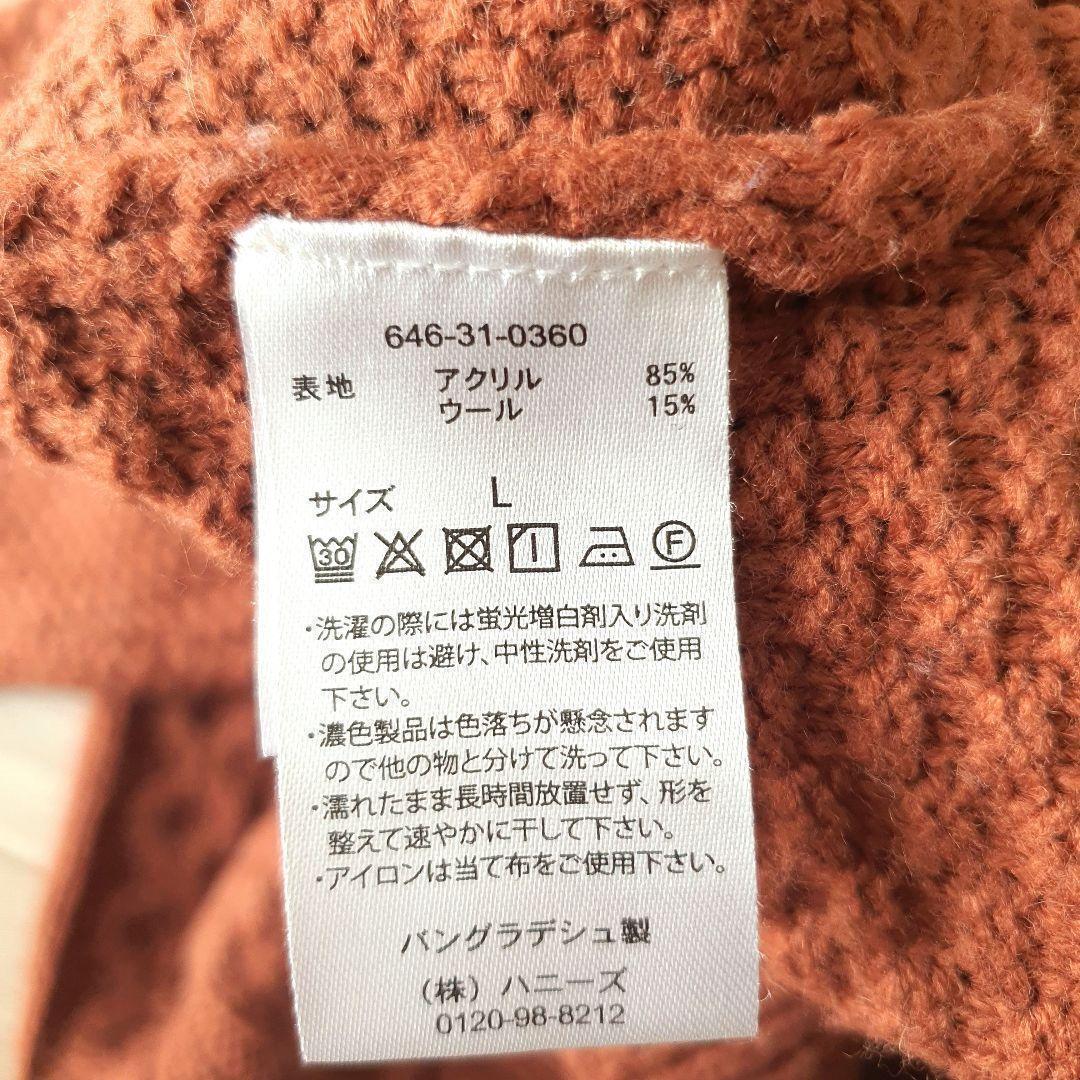 646-31-0360
表地 アクリル 85%
ウール 15%
サイズ L
30 F
・洗濯の際には蛍光増白剤入り洗剤
の使用は避け、中性洗剤をご使用
下さい。
・濃色製品は色落ちが懸念されます
ので他の物と分けて洗って下さい。
・濡れたまま長時間放置せず、形を
整えて速やかに干して下さい。
・アイロンは当て布をご使用下さい。
バングラデシュ製
(株) ハニーズ
0120-98-8212